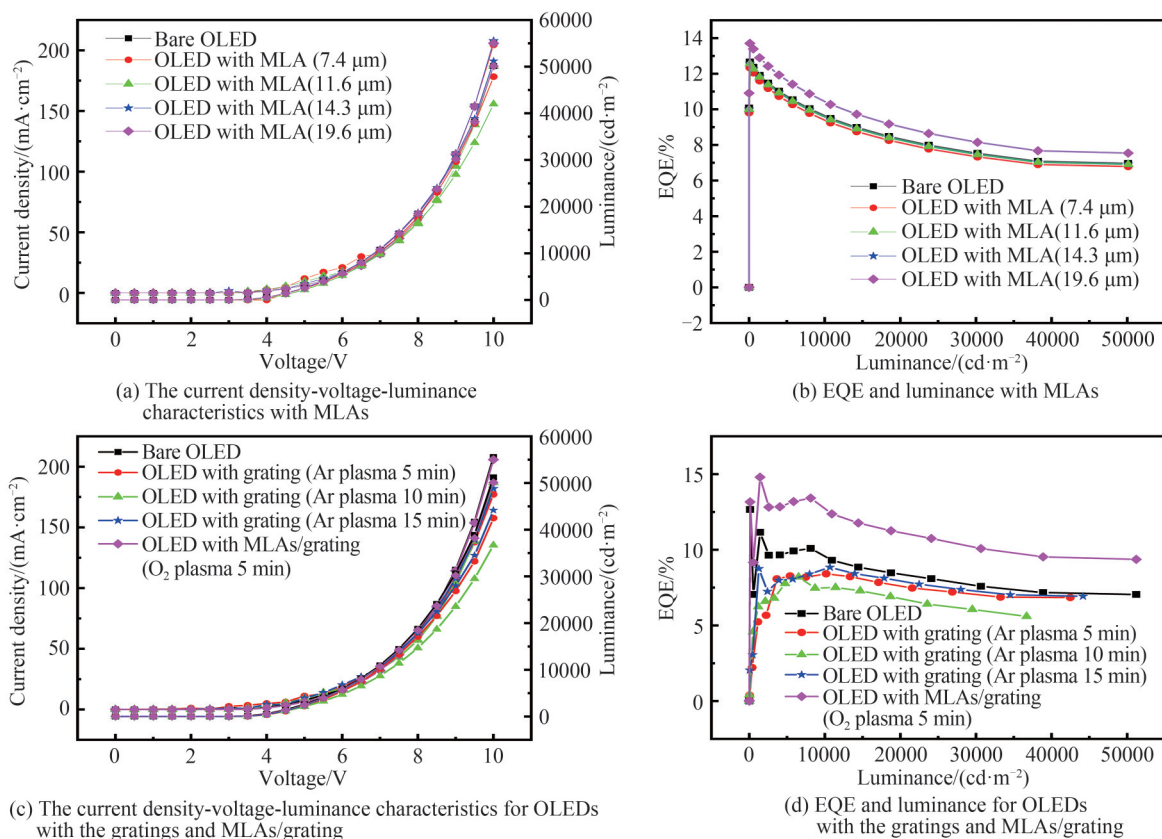 200
150
100
50
0
Current density/(mA·cm⁻²)
60000
50000
40000
30000
20000
10000
0
Luminance/(cd·m⁻²)
Bare OLED
OLED with MLA (7.4 μm)
OLED with MLA(11.6 μm)
OLED with MLA(14.3 μm)
OLED with MLA(19.6 μm)
0 2 4 6 8 10
Voltage/V
(a) The current density-voltage-luminance
characteristics with MLAs
14
12
10
8
6
4
2
0
−2
EQE/%
Bare OLED
OLED with MLA (7.4 μm)
OLED with MLA(11.6 μm)
OLED with MLA(14.3 μm)
OLED with MLA(19.6 μm)
0 10000 20000 30000 40000 50000
Luminance/(cd·m⁻²)
(b) EQE and luminance with MLAs
200
150
100
50
0
Current density/(mA·cm⁻²)
60000
50000
40000
30000
20000
10000
0
Luminance/(cd·m⁻²)
Bare OLED
OLED with grating (Ar plasma 5 min)
OLED with grating (Ar plasma 10 min)
OLED with grating (Ar plasma 15 min)
OLED with MLAs/grating
(O₂ plasma 5 min)
0 2 4 6 8 10
Voltage/V
(c) The current density-voltage-luminance characteristics for OLEDs
with the gratings and MLAs/grating
15
10
5
0
EQE/%
Bare OLED
OLED with grating (Ar plasma 5 min)
OLED with grating (Ar plasma 10 min)
OLED with grating (Ar plasma 15 min)
OLED with MLAs/grating
(O₂ plasma 5 min)
0 10000 20000 30000 40000 50000
Luminance/(cd·m⁻²)
(d) EQE and luminance for OLEDs
with the gratings and MLAs/grating